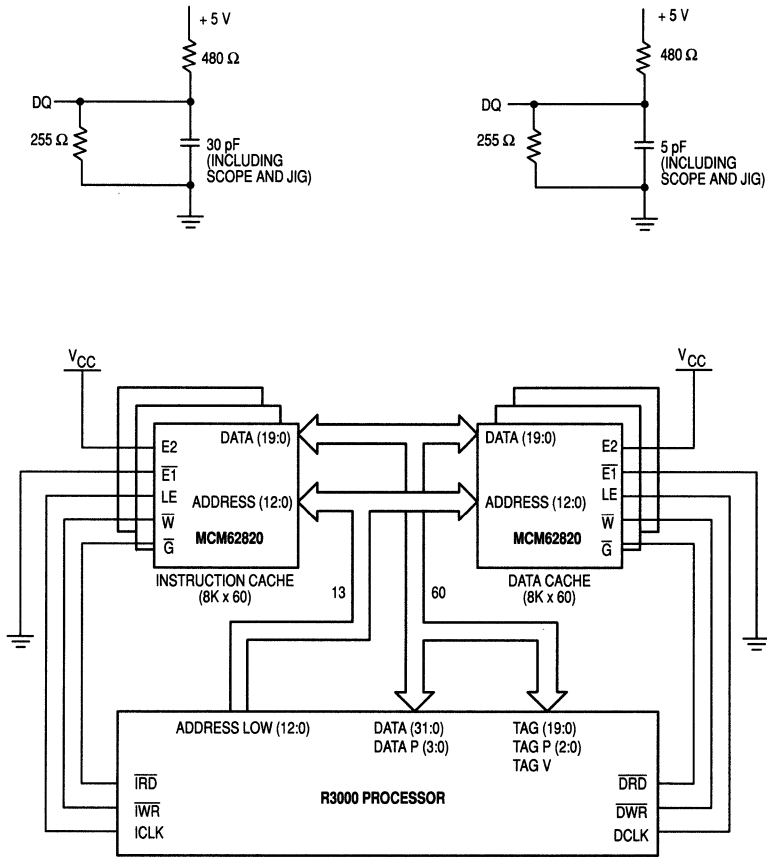 + 5 V
480 Ω
DQ
255 Ω
30 pF
(INCLUDING
SCOPE AND JIG)
+ 5 V
480 Ω
DQ
255 Ω
5 pF
(INCLUDING
SCOPE AND JIG)
VCC
DATA (19:0)
E2
E1
LE
ADDRESS (12:0)
W
MCM62820
G
INSTRUCTION CACHE
(8K x 60)
VCC
DATA (19:0)
E2
E1
LE
ADDRESS (12:0)
W
MCM62820
G
DATA CACHE
(8K x 60)
13
60
ADDRESS LOW (12:0)
DATA (31:0)
DATA P (3:0)
TAG (19:0)
TAG P (2:0)
TAG V
IRD
IWR
ICLK
R3000 PROCESSOR
DRD
DWR
DCLK